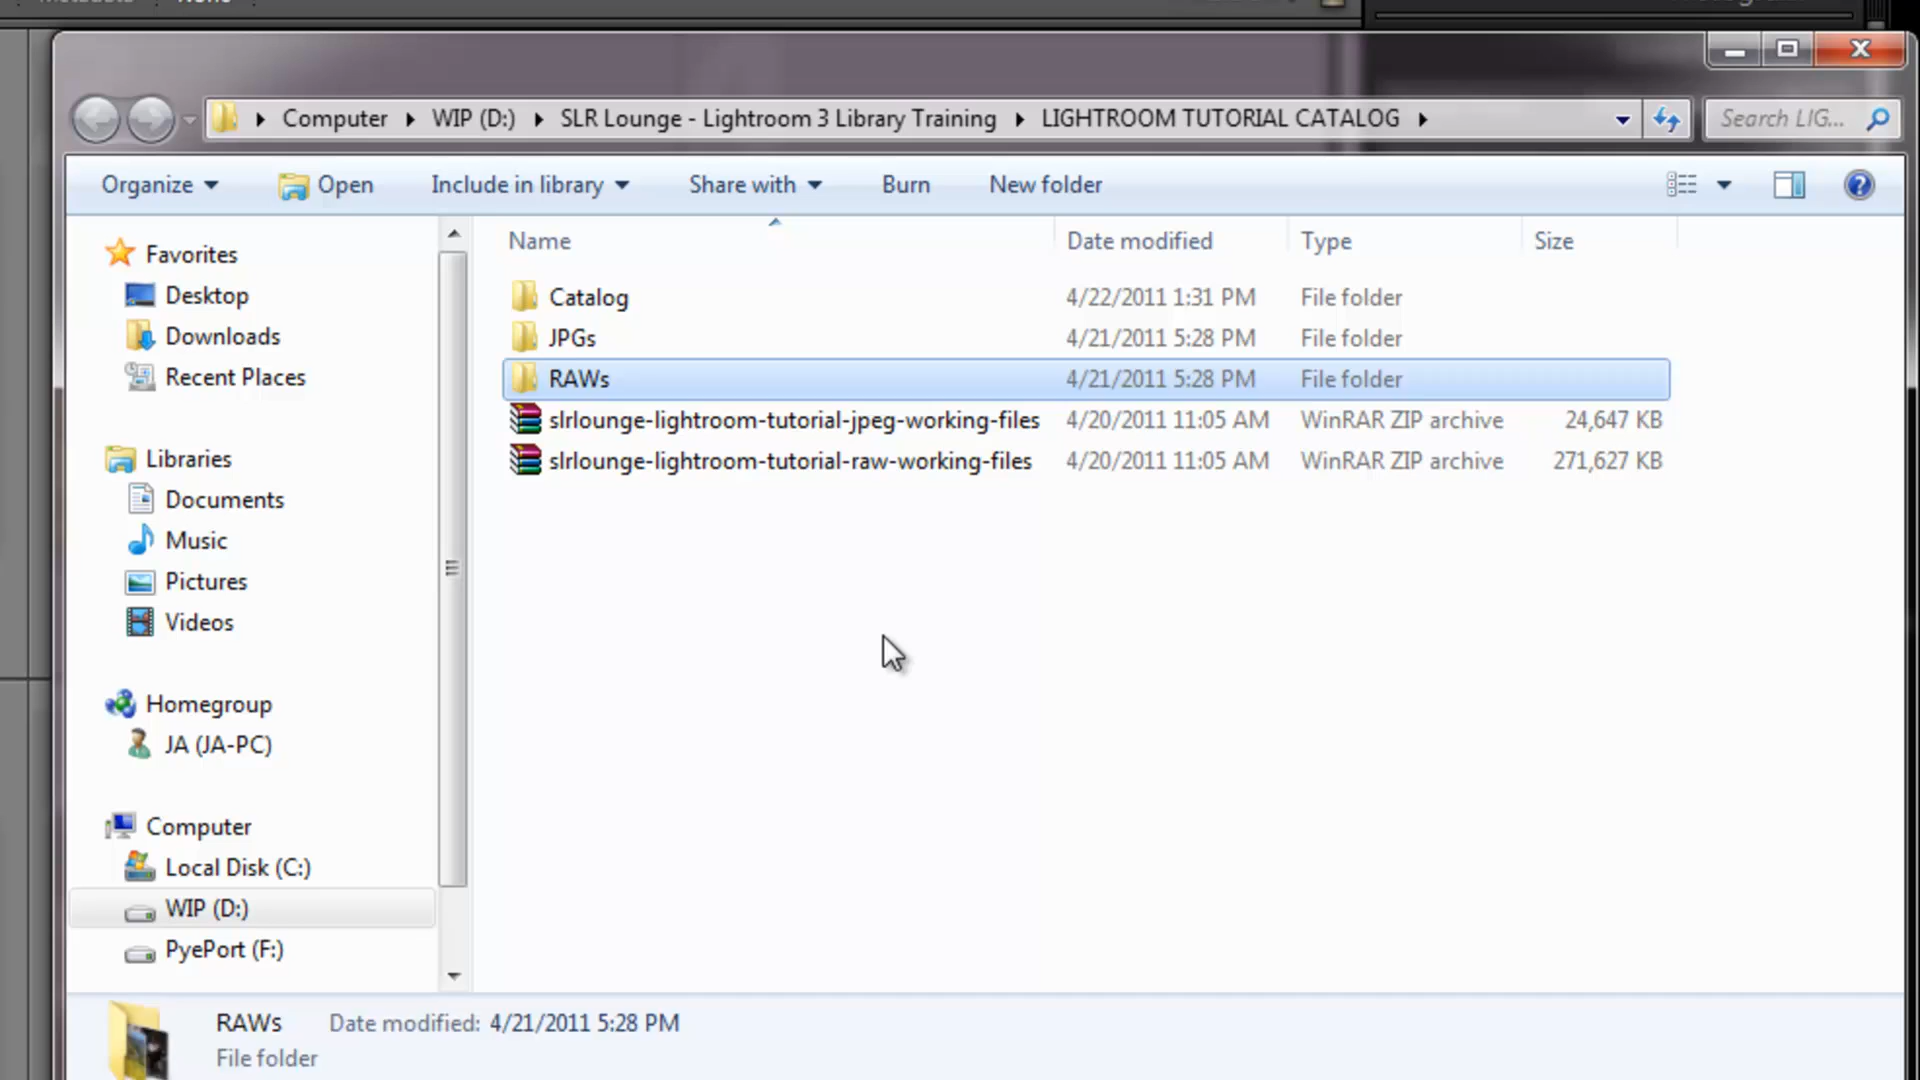 None
Computer WIP (D:) SLR Lounge - Lightroom 3 Library Training LIGHTROOM TUTORIAL CATALOG
Search LIG...
Organize Open Include in library Share with Burn New folder
Favorites
Desktop
Downloads
Recent Places
Libraries
Documents
Music
Pictures
Videos
Homegroup
JA (JA-PC)
Computer
Local Disk (C:)
WIP (D:)
PyePort (F:)
Name Date modified Type Size
Catalog 4/22/2011 1:31 PM File folder
JPGs 4/21/2011 5:28 PM File folder
RAWs 4/21/2011 5:28 PM File folder
slrlounge-lightroom-tutorial-jpeg-working-files 4/20/2011 11:05 AM WinRAR ZIP archive 24,647 KB
slrlounge-lightroom-tutorial-raw-working-files 4/20/2011 11:05 AM WinRAR ZIP archive 271,627 KB
RAWs Date modified: 4/21/2011 5:28 PM
File folder